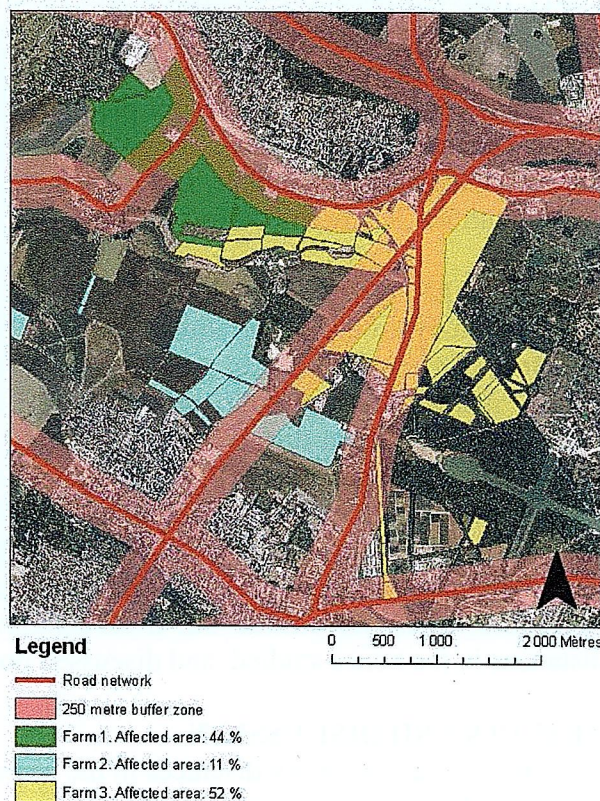 Legend
0 500 1 000 2 000 Mètres
Road network
250 metre buffer zone
Farm 1. Affected area: 44 %
Farm 2. Affected area: 11 %
Farm 3. Affected area: 52 %